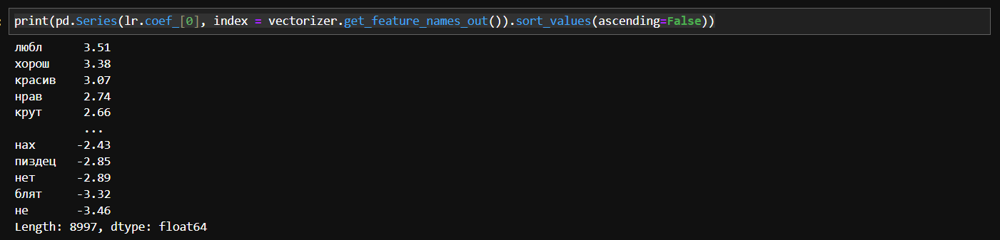 :
print(pd.Series(lr.coef_[0], index = vectorizer.get_feature_names_out()).sort_values(ascending=False))
любл 3.51
хорош 3.38
красив 3.07
нрав 2.74
крут 2.66
...
нах -2.43
пиздец -2.85
нет -2.89
блят -3.32
не -3.46
Length: 8997, dtype: float64